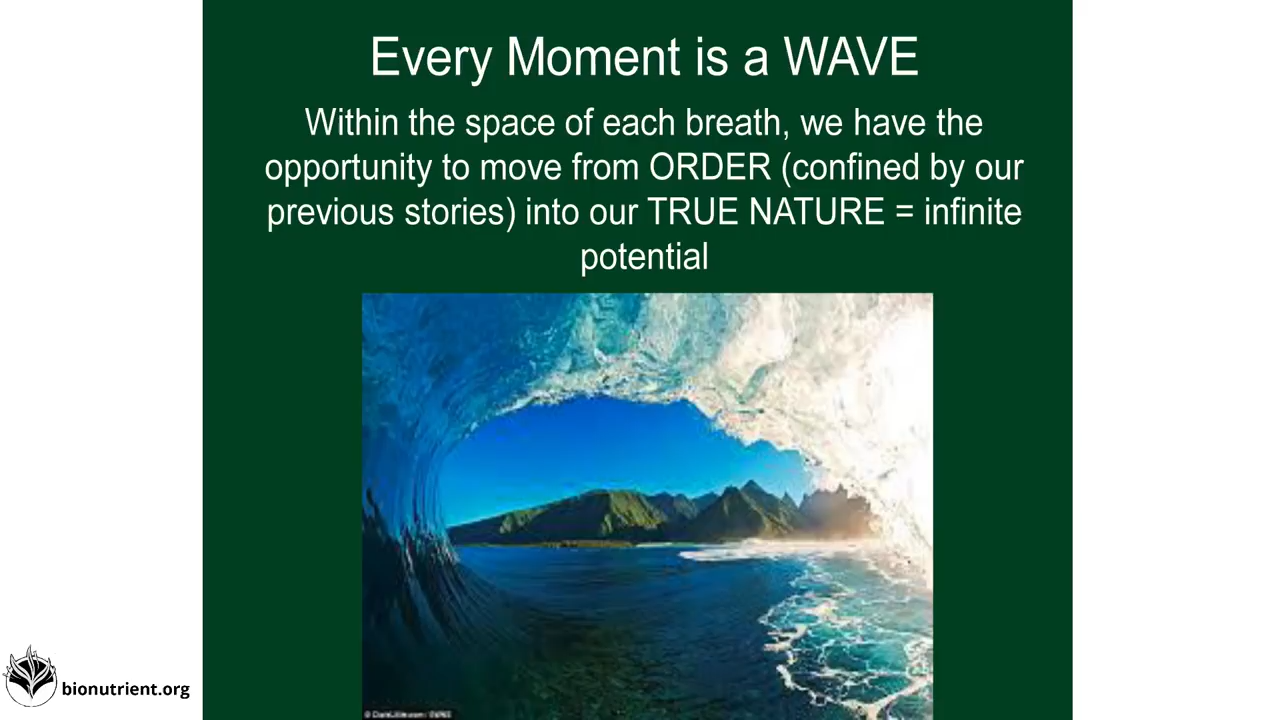 Every Moment is a WAVE
Within the space of each breath, we have the
opportunity to move from ORDER (confined by our
previous stories) into our TRUE NATURE = infinite
potential
bionutrient.org